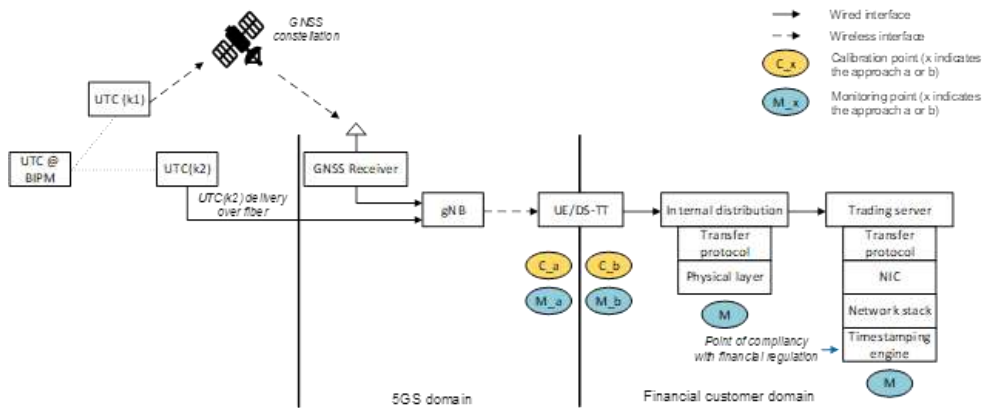 GNSS
constellation
Wired interface
Wireless interface
C_x
Calibration point (x indicates
the approach a or b)
M_x
Monitoring point (x indicates
the approach a or b)
UTC (k1)
UTC @
BIPM
UTC(k2)
GNSS Receiver
UTC(k2) delivery
over fiber
gNB
UE/DS-TT
Internal distribution
Trading server
Transfer
protocol
Physical layer
Transfer
protocol
NIC
Network stack
Timestamping
engine
C_a
C_b
M_a
M_b
M
Point of compliancy
with financial regulation
M
5GS domain
Financial customer domain